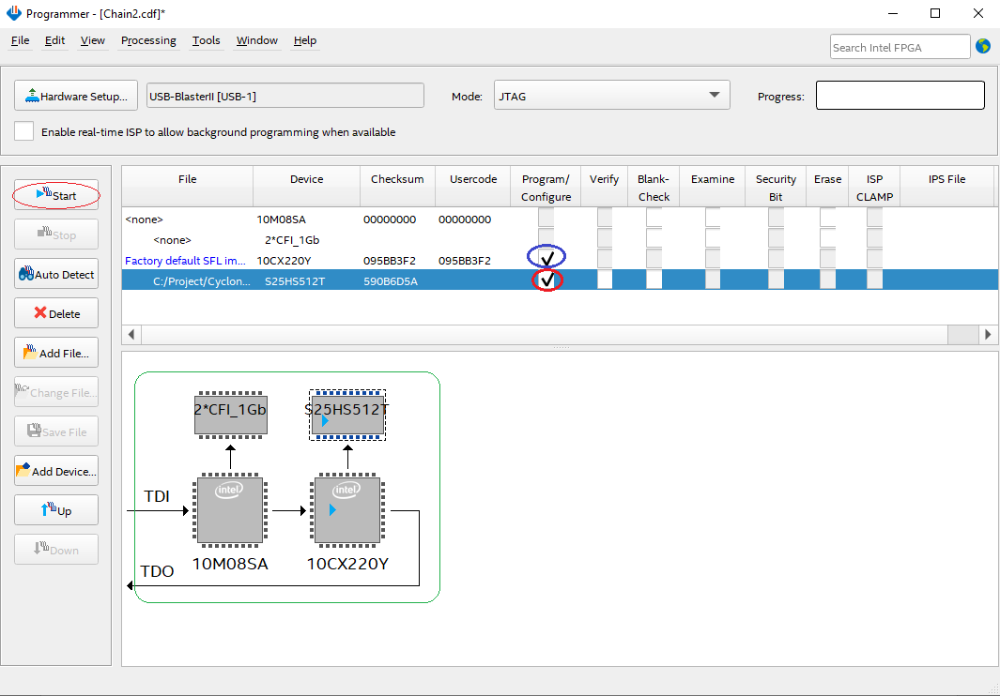 Programmer - [Chain2.cdf]*
File Edit View Processing Tools Window Help
Search Intel FPGA
Hardware Setup... USB-BlasterII [USB-1] Mode: JTAG Progress:
Enable real-time ISP to allow background programming when available
Start
Stop
Auto Detect
Delete
Add File...
Change File...
Save File
Add Device...
Up
Down
File Device Checksum Usercode Program/ Verify Blank- Examine Security Erase ISP IPS File
Configure Check Bit CLAMP
<none> 10M08SA 00000000 00000000
<none> 2*CFI_1Gb
Factory default SFL im... 10CX220Y 095BB3F2 095BB3F2
C:/Project/Cyclon... S25HS512T 590B6D5A
2*CFI_1Gb S25HS512T
intel intel
TDI
10M08SA 10CX220Y
TDO